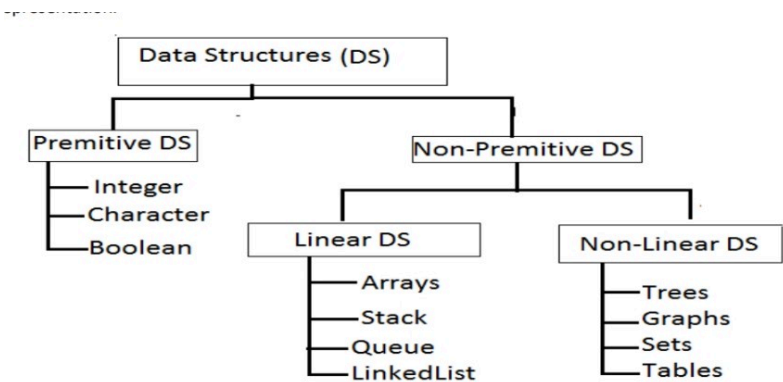 Data Structures (DS)
Premitive DS
Non-Premitive DS
Integer
Character
Boolean
Linear DS
Non-Linear DS
Arrays
Stack
Queue
LinkedList
Trees
Graphs
Sets
Tables